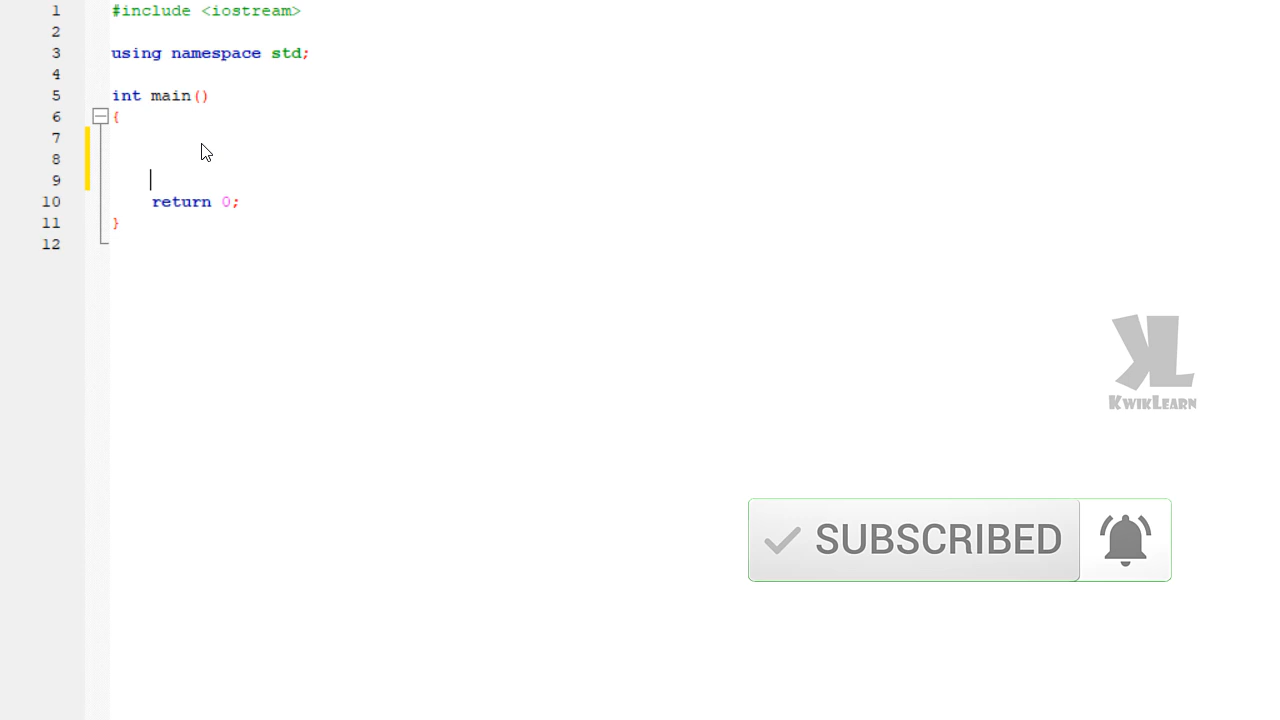 1 #include <iostream>
2
3 using namespace std;
4
5 int main()
6 {
7
8
9
10 return 0;
11 }
12
KL
KWIKLEARN
SUBSCRIBED